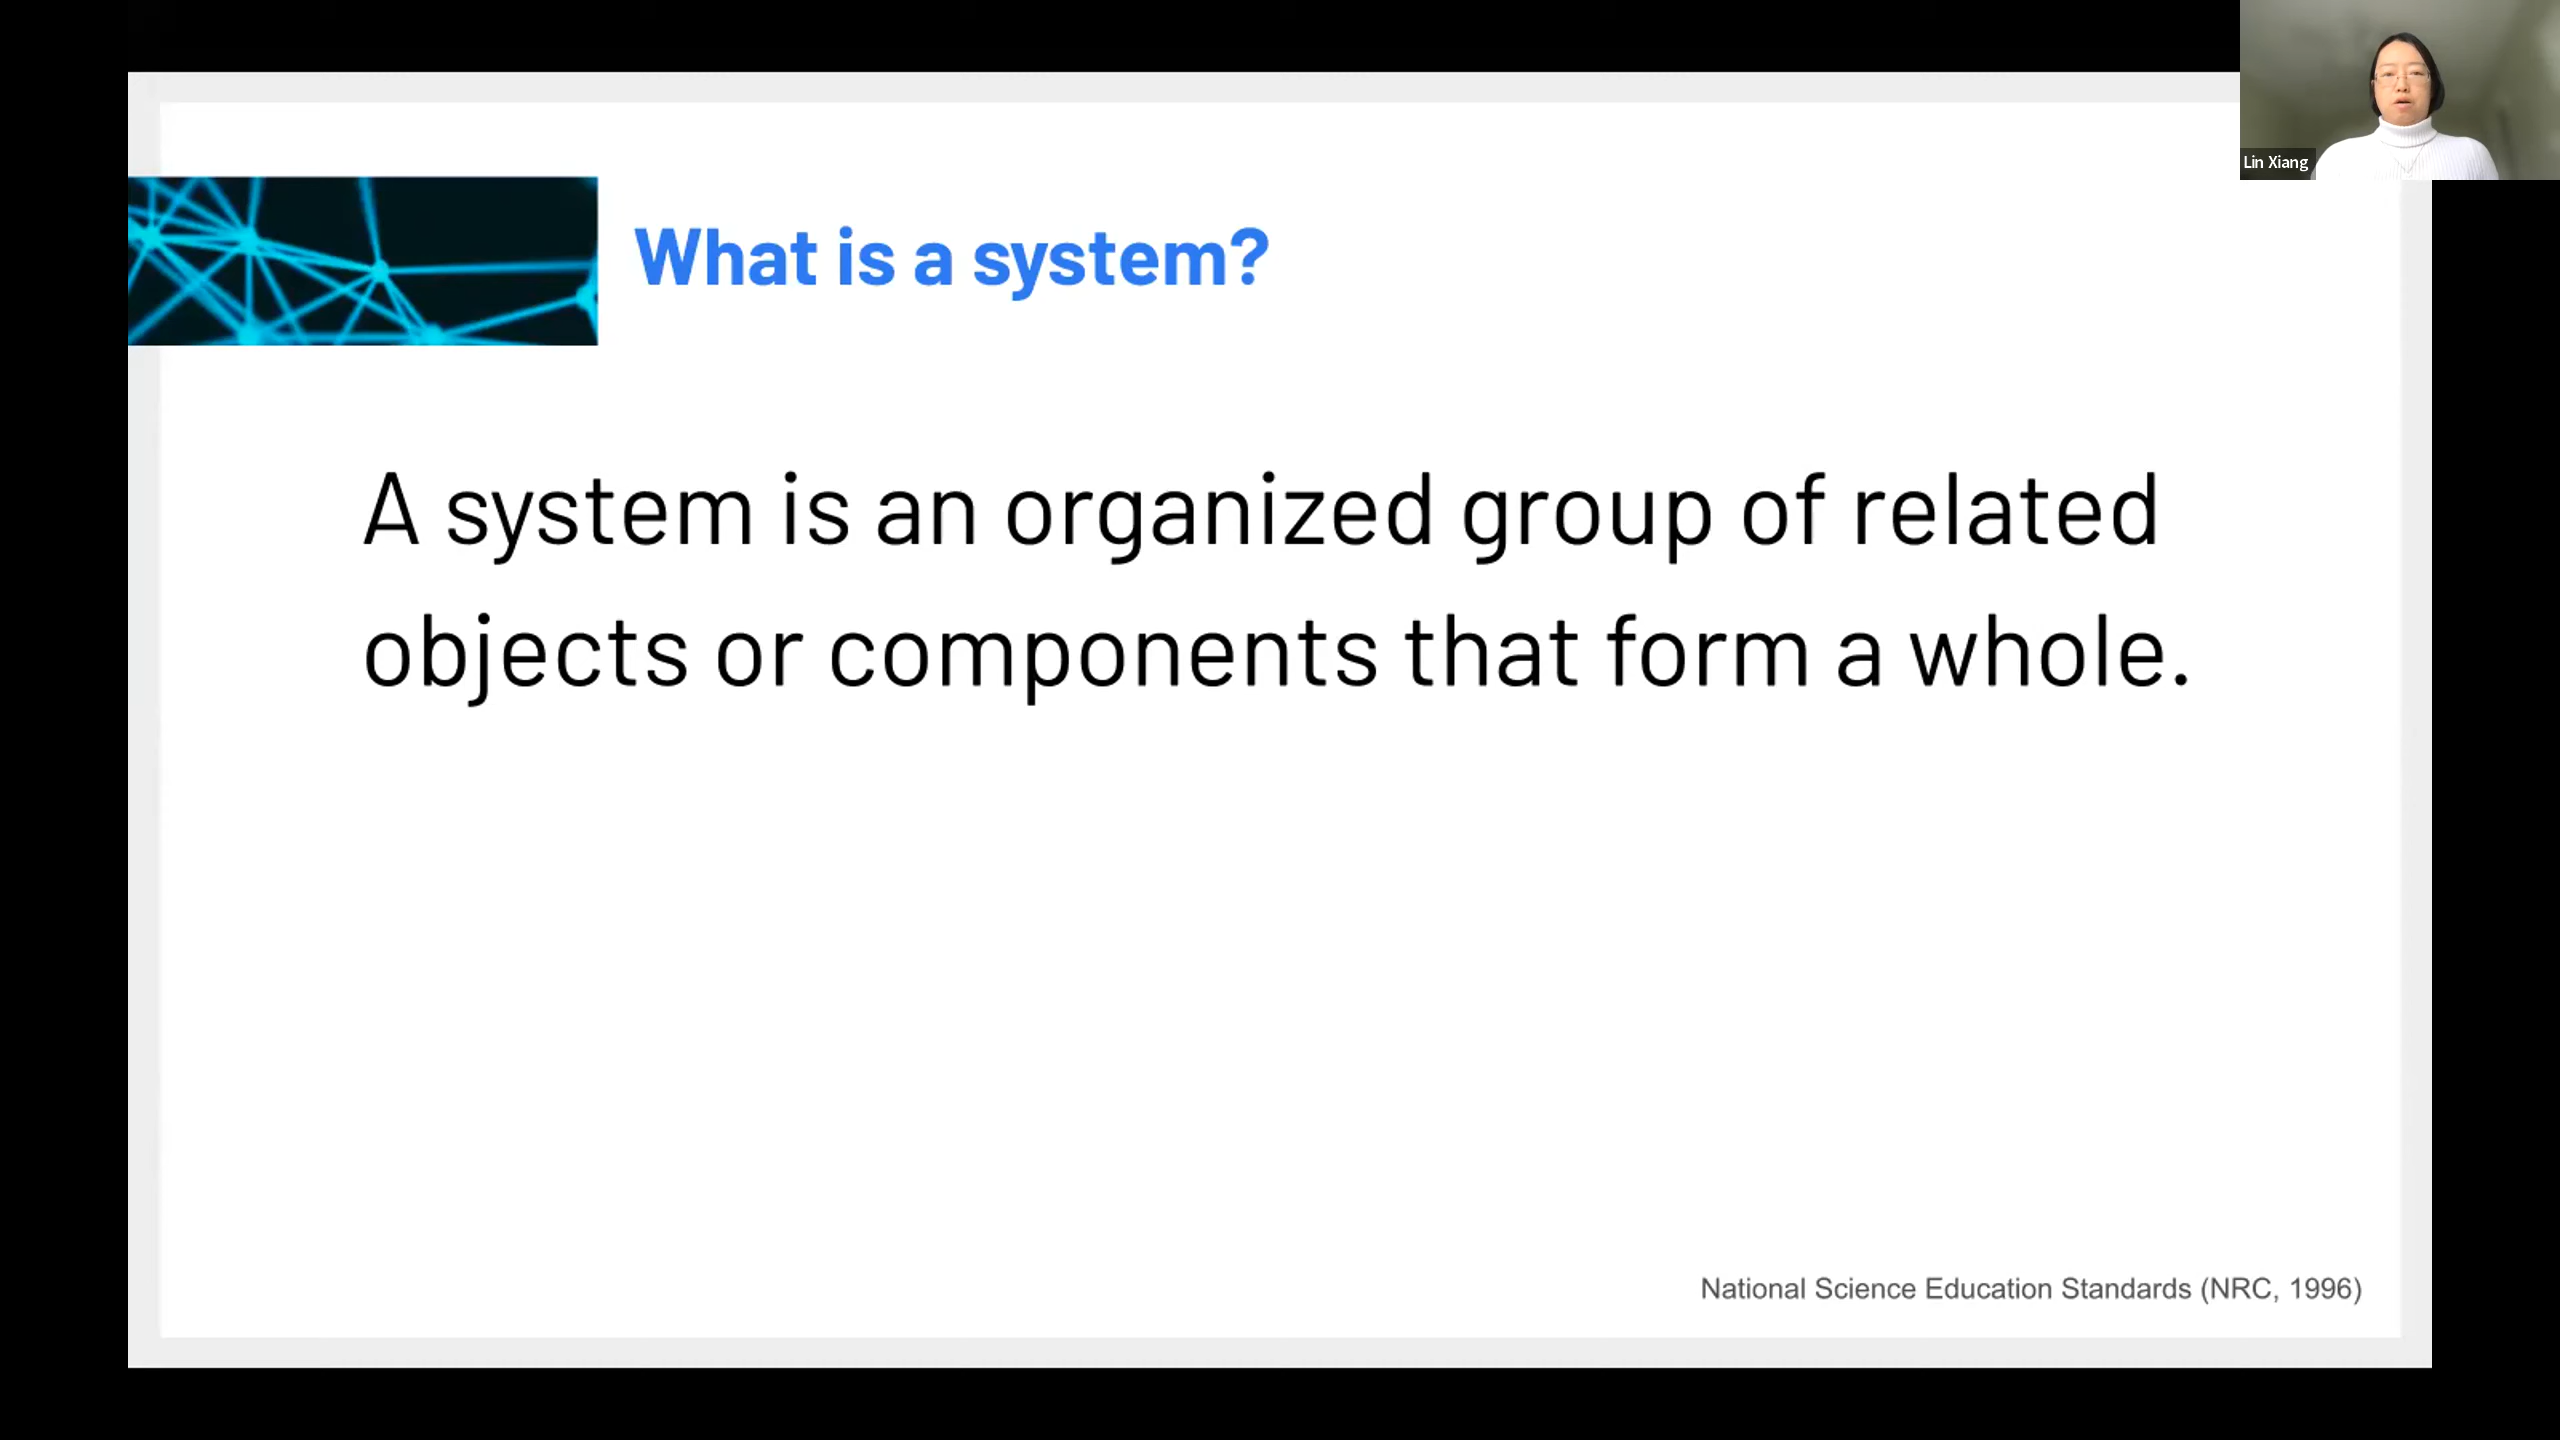 What is a system?
A system is an organized group of related
objects or components that form a whole.
National Science Education Standards (NRC, 1996)
Lin Xiang